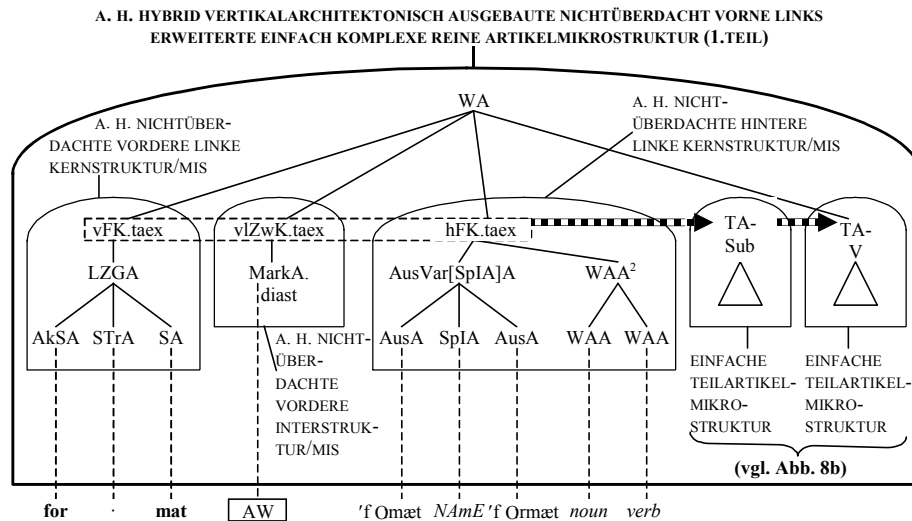 A. H. HYBRID VERTIKALARCHITEKTONISCH AUSGEBAUTE NICHTÜBERDACHT VORNE LINKS
ERWEITERTE EINFACH KOMPLEXE REINE ARTIKELMIKROSTRUKTUR (1.TEIL)
WA
A. H. NICHTÜBER-
DACHTE VORDERE LINKE
KERNSTRUKTUR/MIS
A. H. NICHT-
ÜBERDACHTE HINTERE
LINKE KERNSTRUKTUR/MIS
vFK.taex
vlZwK.taex
hFK.taex
TA-
Sub
TA-
V
LZGA
MarkA.
diast
AusVar[SpIA]A
WAA²
AkSA STrA SA
AusA SpIA AusA WAA WAA
A. H. NICHT-
ÜBER-
DACHTE
VORDERE
INTERSTRUK-
TUR/MIS
EINFACHE
TEILARTIKEL-
MIKRO-
STRUKTUR
EINFACHE
TEILARTIKEL-
MIKRO-
STRUKTUR
(vgl. Abb. 8b)
for · mat AW 'f Omæt NAmE 'f Ormæt noun verb